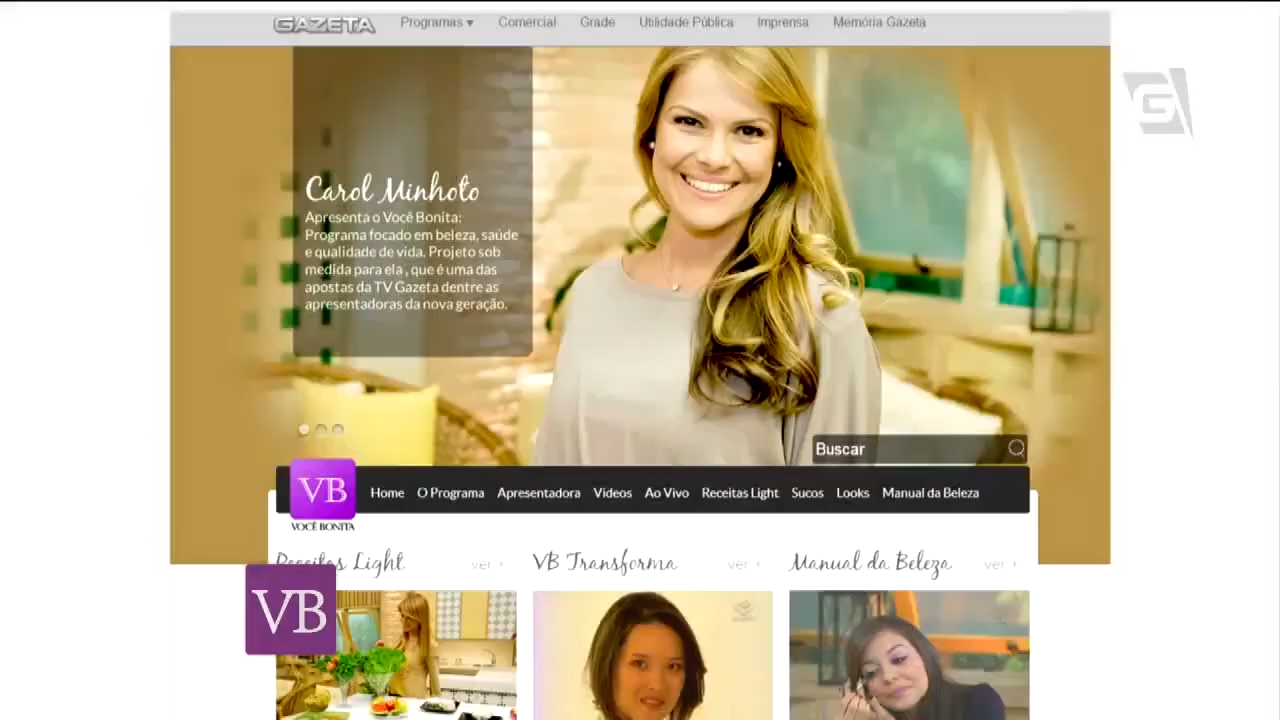 GAZETA
Programas ▾ Comercial Grade Utilidade Pública Imprensa Memória Gazeta
G
Carol Minhoto
Apresenta o Você Bonita:
Programa focado em beleza, saúde
e qualidade de vida. Projeto sob
medida para ela , que é uma das
apostas da TV Gazeta dentre as
apresentadoras da nova geração.
Buscar
VB
VOCÊ BONITA
Home O Programa Apresentadora Vídeos Ao Vivo Receitas Light Sucos Looks Manual da Beleza
Receitas Light ver +
VB Transforma ver +
Manual da Beleza ver +
VB